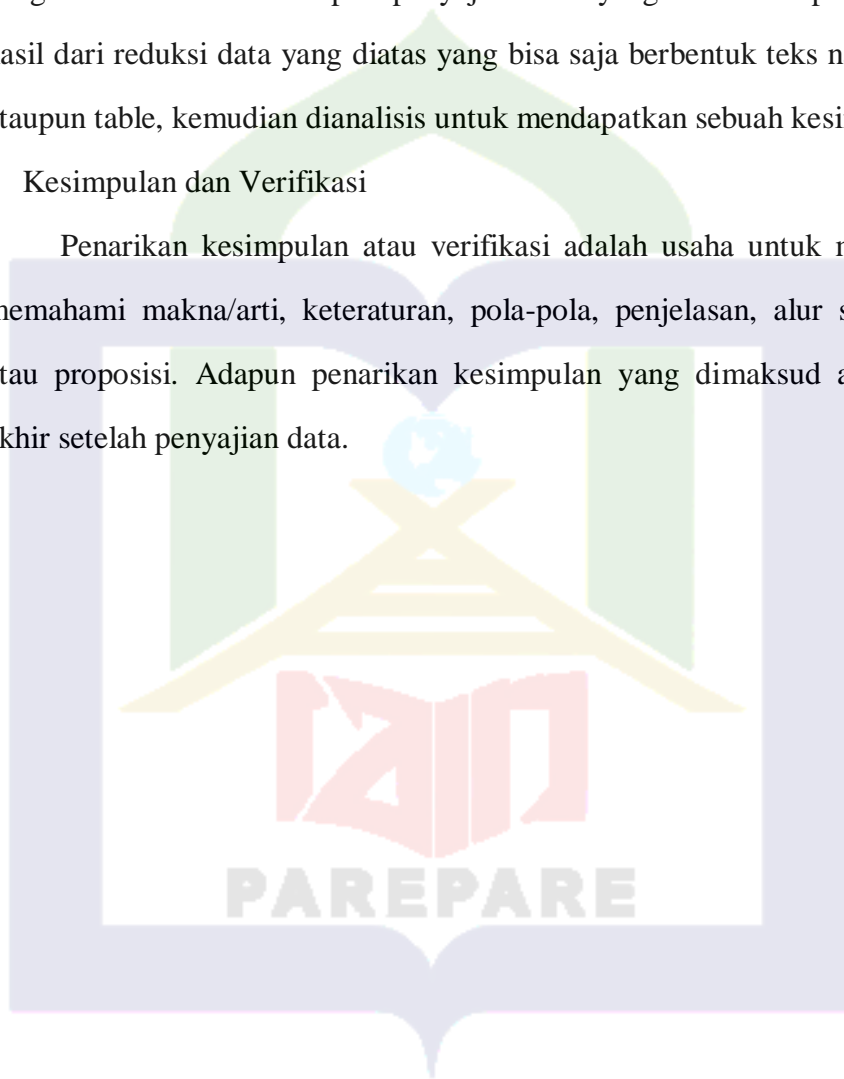 hasil dari reduksi data yang diatas yang bisa saja berbentuk teks
ataupun table, kemudian dianalisis untuk mendapatkan sebuah
Kesimpulan dan Verifikasi
Penarikan kesimpulan atau verifikasi adalah usaha untuk
memahami makna/arti, keteraturan, pola-pola, penjelasan, alur
atau proposisi. Adapun penarikan kesimpulan yang dimaksud
akhir setelah penyajian data.
iain
PAREPARE